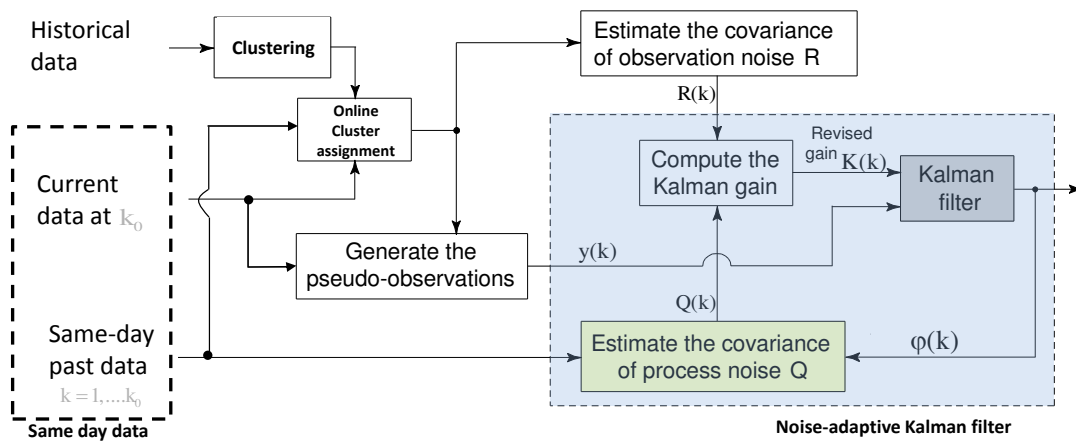 Historical
data
Clustering
Estimate the covariance
of observation noise R
R(k)
Online
Cluster
assignment
Current
data at k₀
Compute the
Kalman gain
Revised
gain K(k)
Kalman
filter
Generate the
pseudo-observations
y(k)
Q(k)
Same-day
past data
k = 1,....k₀
Estimate the covariance
of process noise Q
φ(k)
Same day data
Noise-adaptive Kalman filter